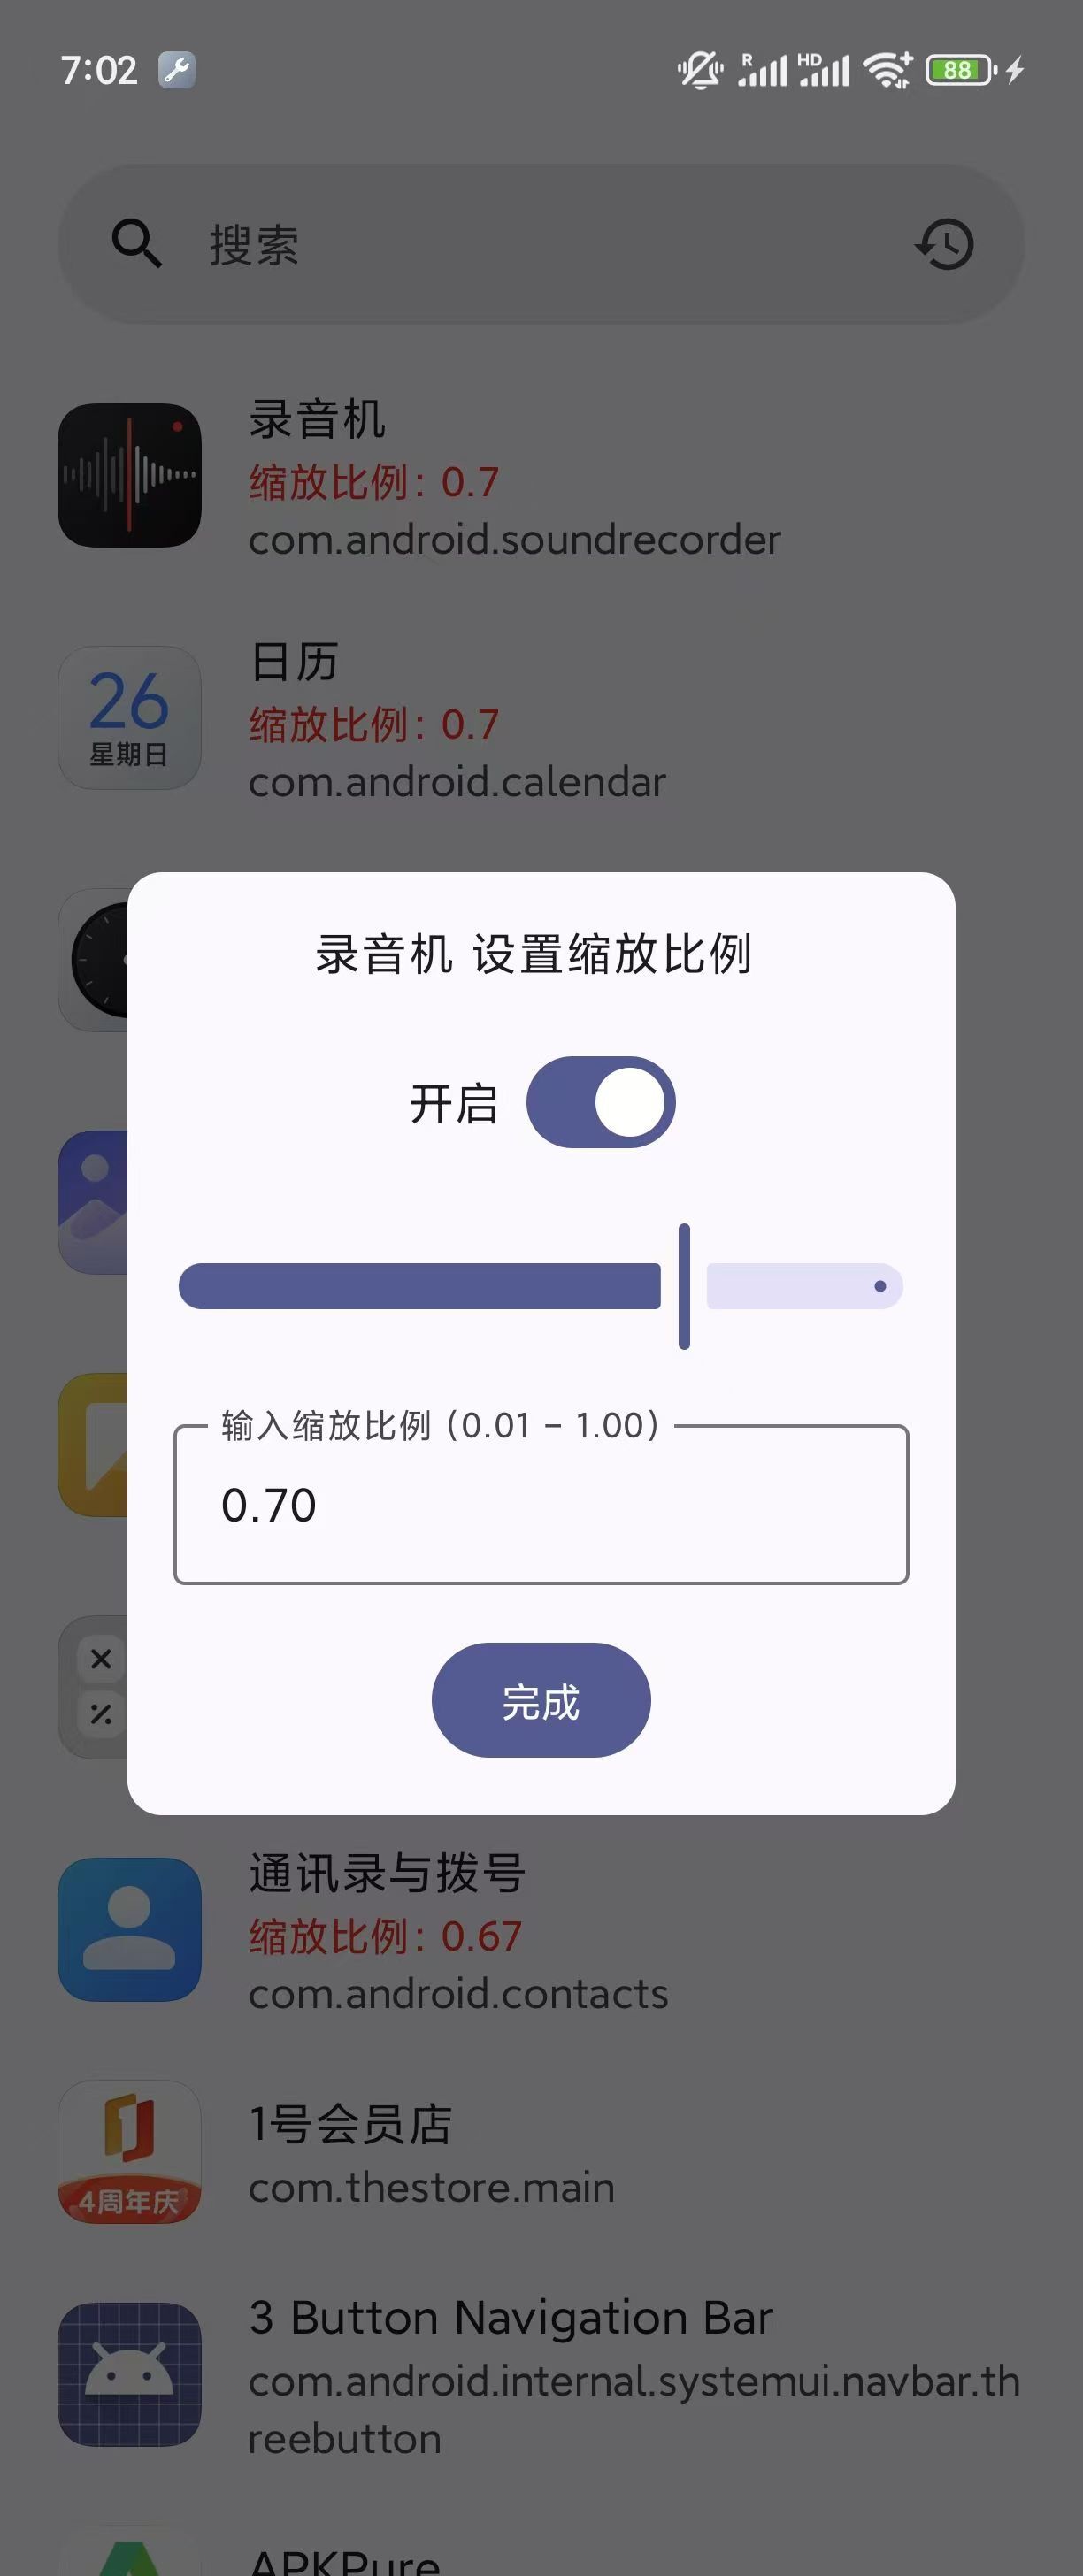 7:02
R
HD
88
搜索
录音机
缩放比例: 0.7
com.android.soundrecorder
26
星期日
日历
缩放比例: 0.7
com.android.calendar
录音机 设置缩放比例
开启
输入缩放比例 (0.01 – 1.00)
0.70
完成
通讯录与拨号
缩放比例: 0.67
com.android.contacts
4周年庆
1号会员店
com.thestore.main
3 Button Navigation Bar
com.android.internal.systemui.navbar.th
reebutton
APKPure